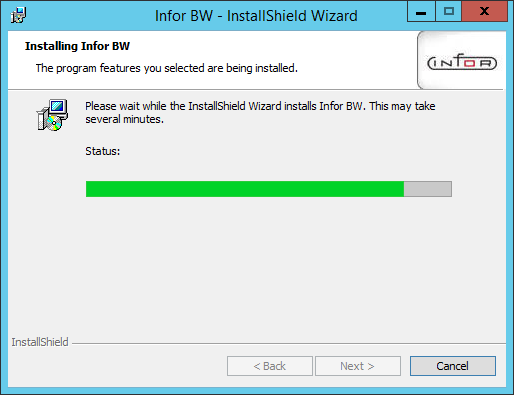 Infor BW - InstallShield Wizard
Installing Infor BW
The program features you selected are being installed.
infor
Please wait while the InstallShield Wizard installs Infor BW. This may take
several minutes.
Status:
InstallShield
< Back
Next >
Cancel